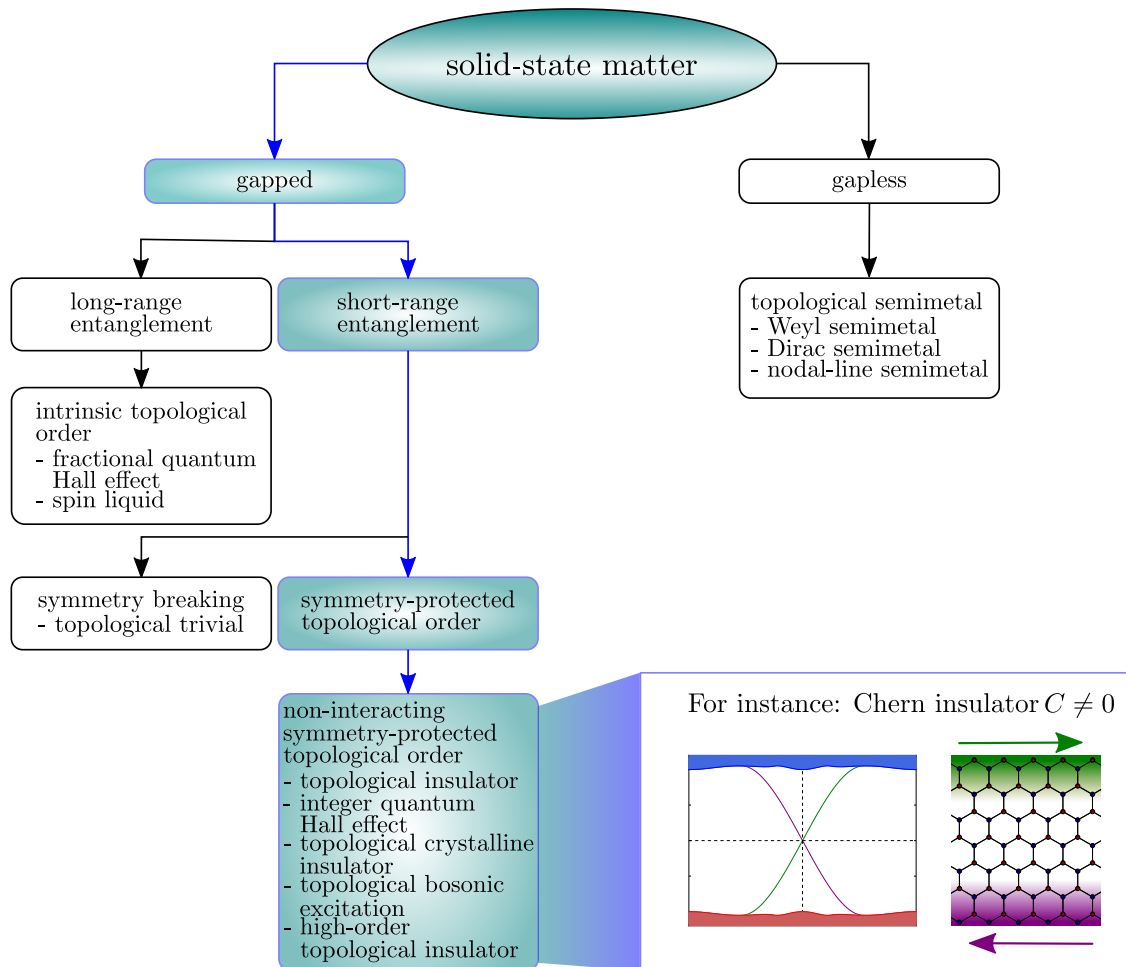 solid-state matter
gapped
gapless
long-range
entanglement
short-range
entanglement
topological semimetal
- Weyl semimetal
- Dirac semimetal
- nodal-line semimetal
intrinsic topological
order
- fractional quantum
Hall effect
- spin liquid
symmetry breaking
- topological trivial
symmetry-protected
topological order
non-interacting
symmetry-protected
topological order
- topological insulator
- integer quantum
Hall effect
- topological crystalline
insulator
- topological bosonic
excitation
- high-order
topological insulator
For instance: Chern insulator C ≠ 0